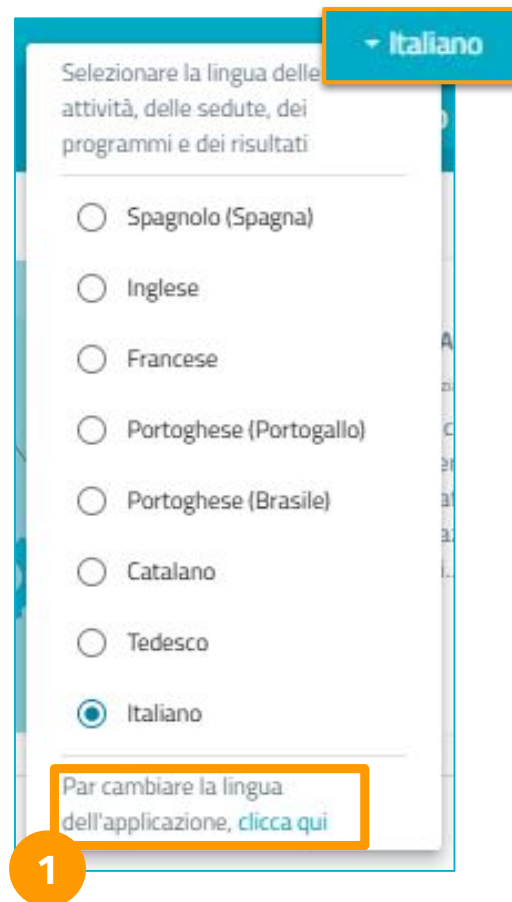 Italiano
Selezionare la lingua delle
attività, delle sedute, dei
programmi e dei risultati
Spagnolo (Spagna)
Inglese
Francese
Portoghese (Portogallo)
Portoghese (Brasile)
Catalano
Tedesco
Italiano
Par cambiare la lingua
dell'applicazione, clicca qui
1